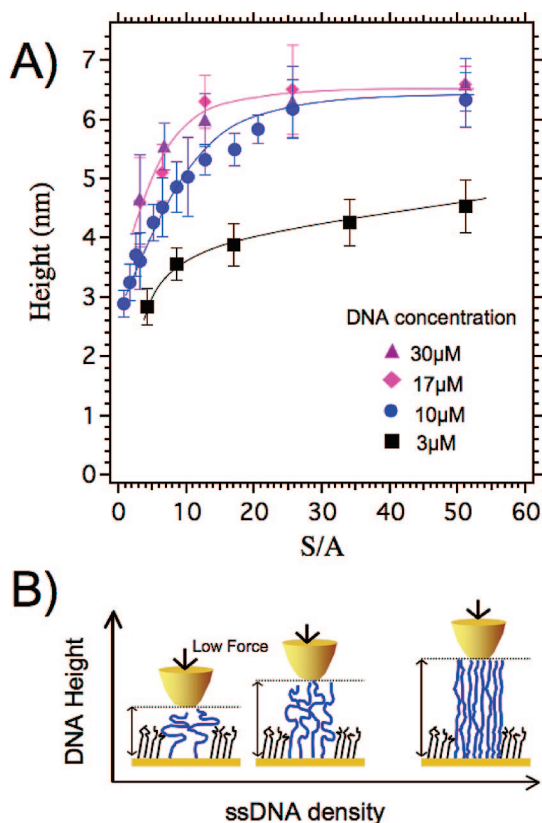 A)
7
6
5
4
3
2
1
0
Height (nm)
DNA concentration
30µM
17µM
10µM
3µM
0 10 20 30 40 50 60
S/A
B)
DNA Height
Low Force
ssDNA density